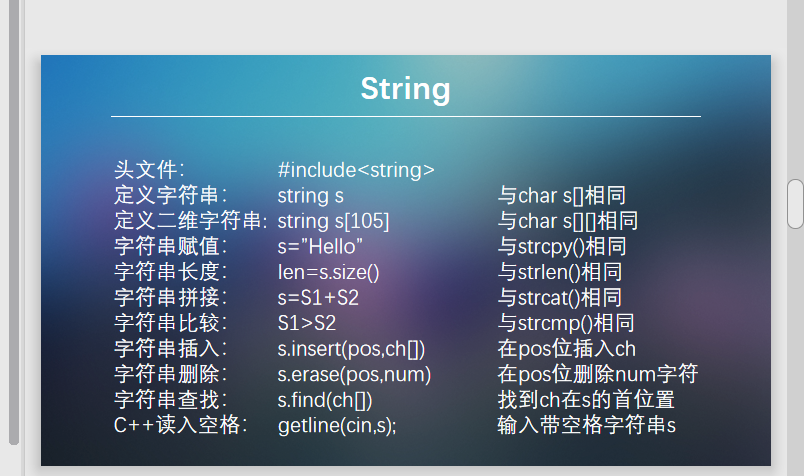 String
头文件： #include<string>
定义字符串： string s 与char s[]相同
定义二维字符串: string s[105] 与char s[][]相同
字符串赋值： s="Hello" 与strcpy()相同
字符串长度： len=s.size() 与strlen()相同
字符串拼接： s=S1+S2 与strcat()相同
字符串比较： S1>S2 与strcmp()相同
字符串插入： s.insert(pos,ch[]) 在pos位插入ch
字符串删除： s.erase(pos,num) 在pos位删除num字符
字符串查找： s.find(ch[]) 找到ch在s的首位置
C++读入空格： getline(cin,s); 输入带空格字符串s